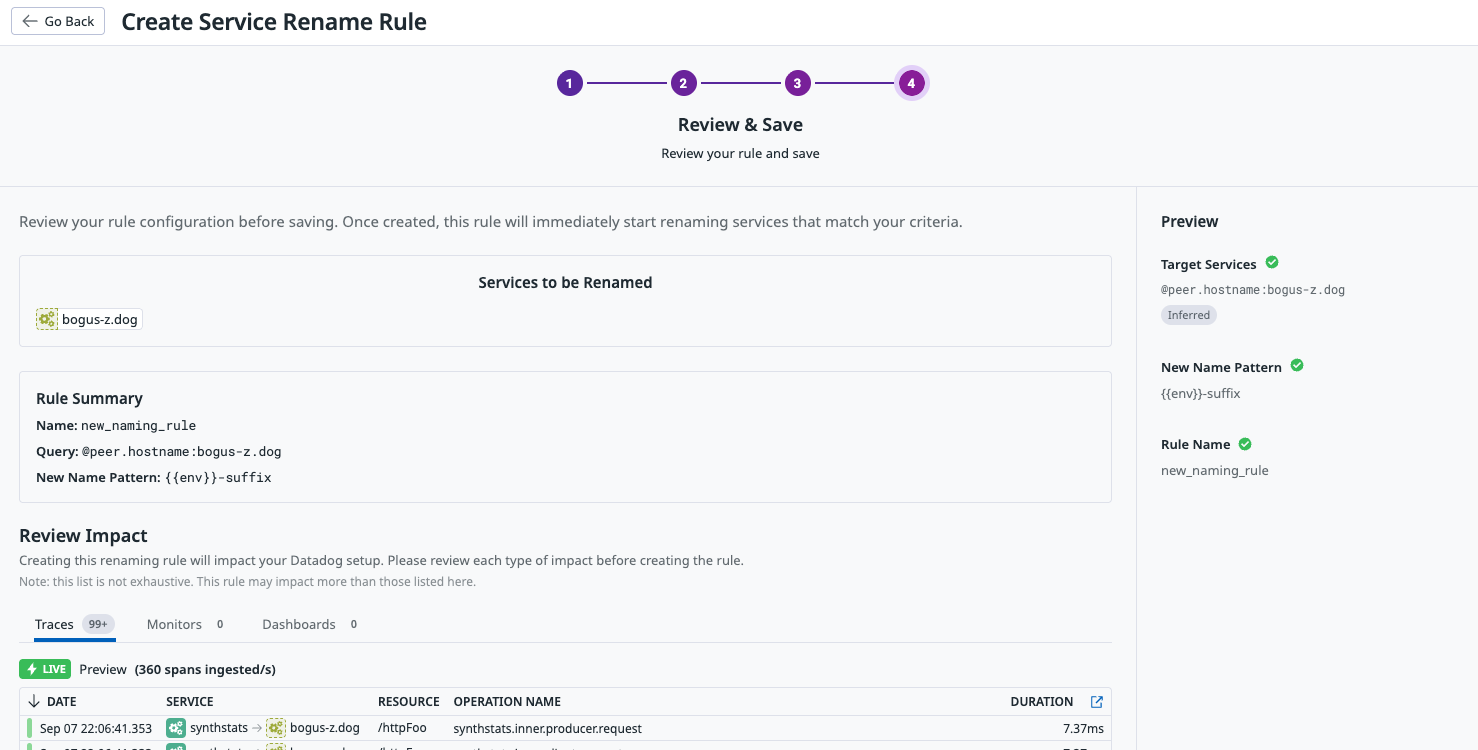 Go Back
Create Service Rename Rule
1
2
3
4
Review & Save
Review your rule and save
Review your rule configuration before saving. Once created, this rule will immediately start renaming services that match your criteria.
Services to be Renamed
bogus-z.dog
Rule Summary
Name: new_naming_rule
Query: @peer.hostname:bogus-z.dog
New Name Pattern: {{env}}-suffix
Review Impact
Creating this renaming rule will impact your Datadog setup. Please review each type of impact before creating the rule.
Note: this list is not exhaustive. This rule may impact more than those listed here.
Traces 99+ Monitors 0 Dashboards 0
LIVE Preview (360 spans ingested/s)
DATE SERVICE RESOURCE OPERATION NAME DURATION
Sep 07 22:06:41.353 synthstats → bogus-z.dog /httpFoo synthstats.inner.producer.request 7.37ms
Preview
Target Services
@peer.hostname:bogus-z.dog
Inferred
New Name Pattern
{{env}}-suffix
Rule Name
new_naming_rule